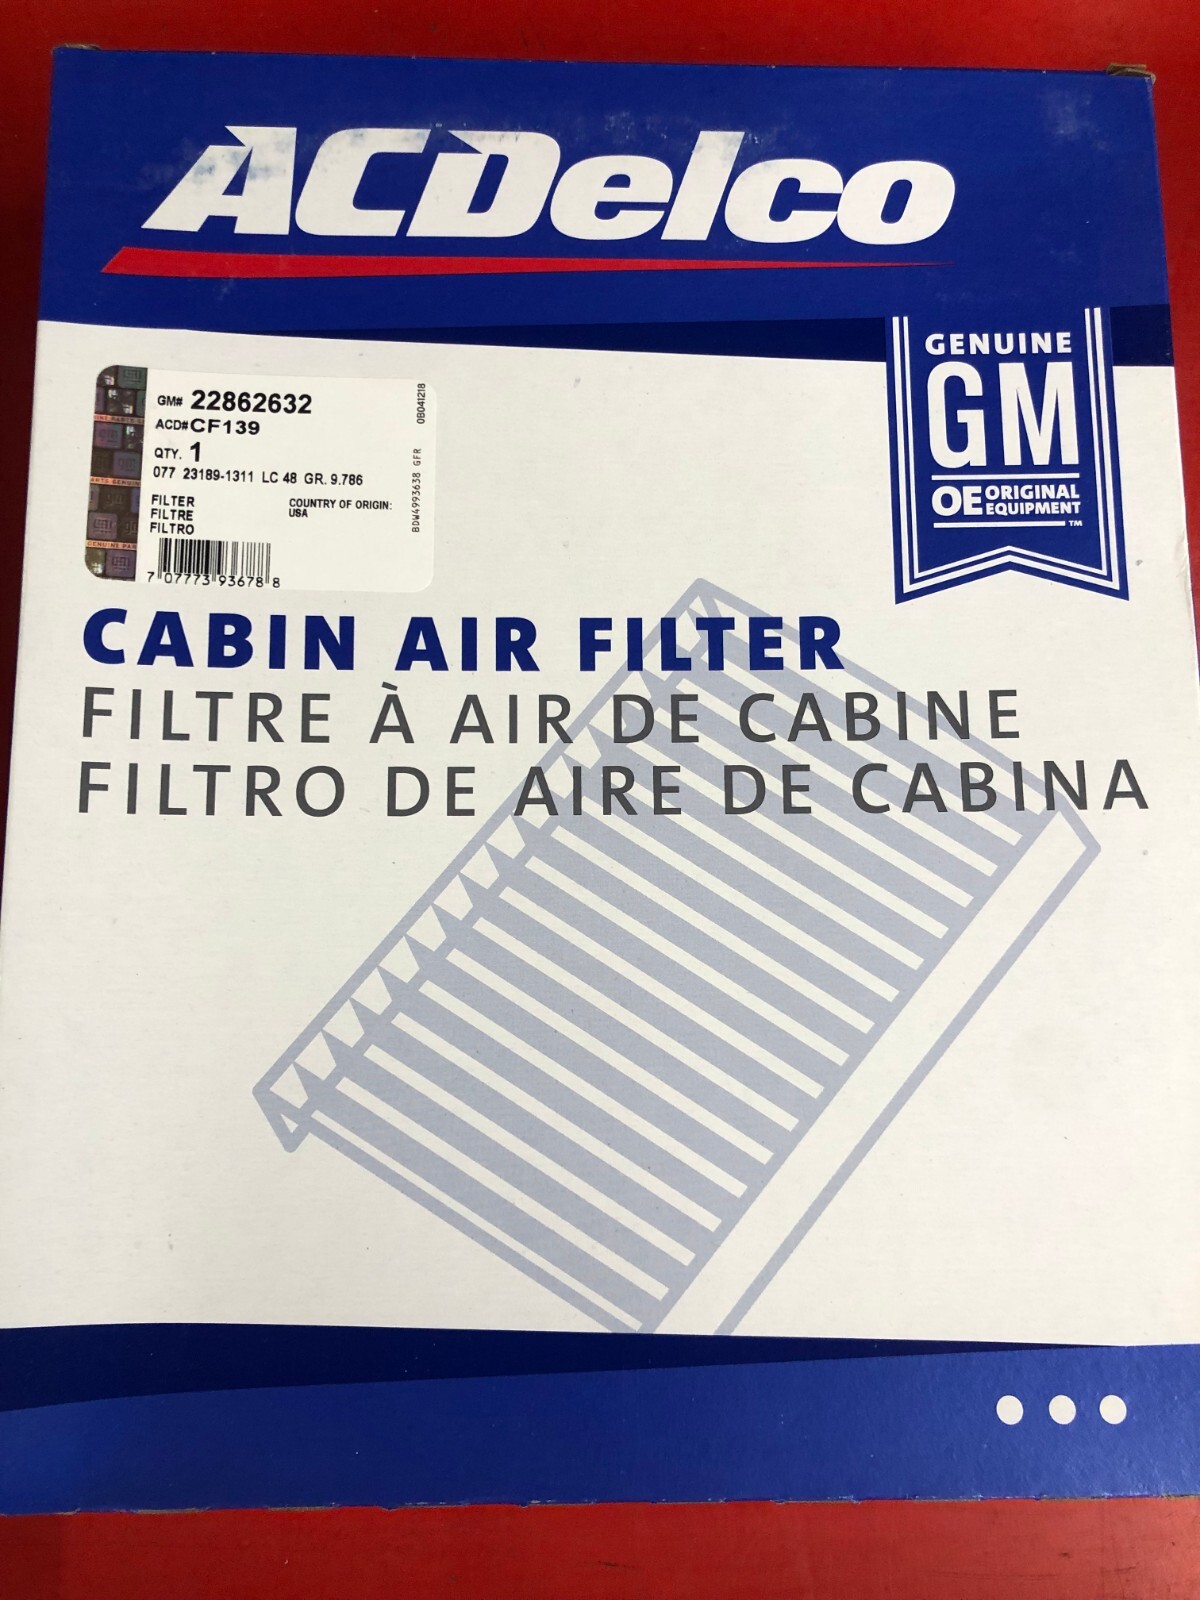 ACDelco
GENUINE
GM
OE ORIGINAL EQUIPMENT ™
GM# 22862632
ACD# CF139
QTY. 1
077 23189-1311 LC 48 GR. 9.786
FILTER
FILTRE
FILTRO
COUNTRY OF ORIGIN:
USA
7 07773 93678 8
08041218
BDW4993638 GFR
CABIN AIR FILTER
FILTRE À AIR DE CABINE
FILTRO DE AIRE DE CABINA